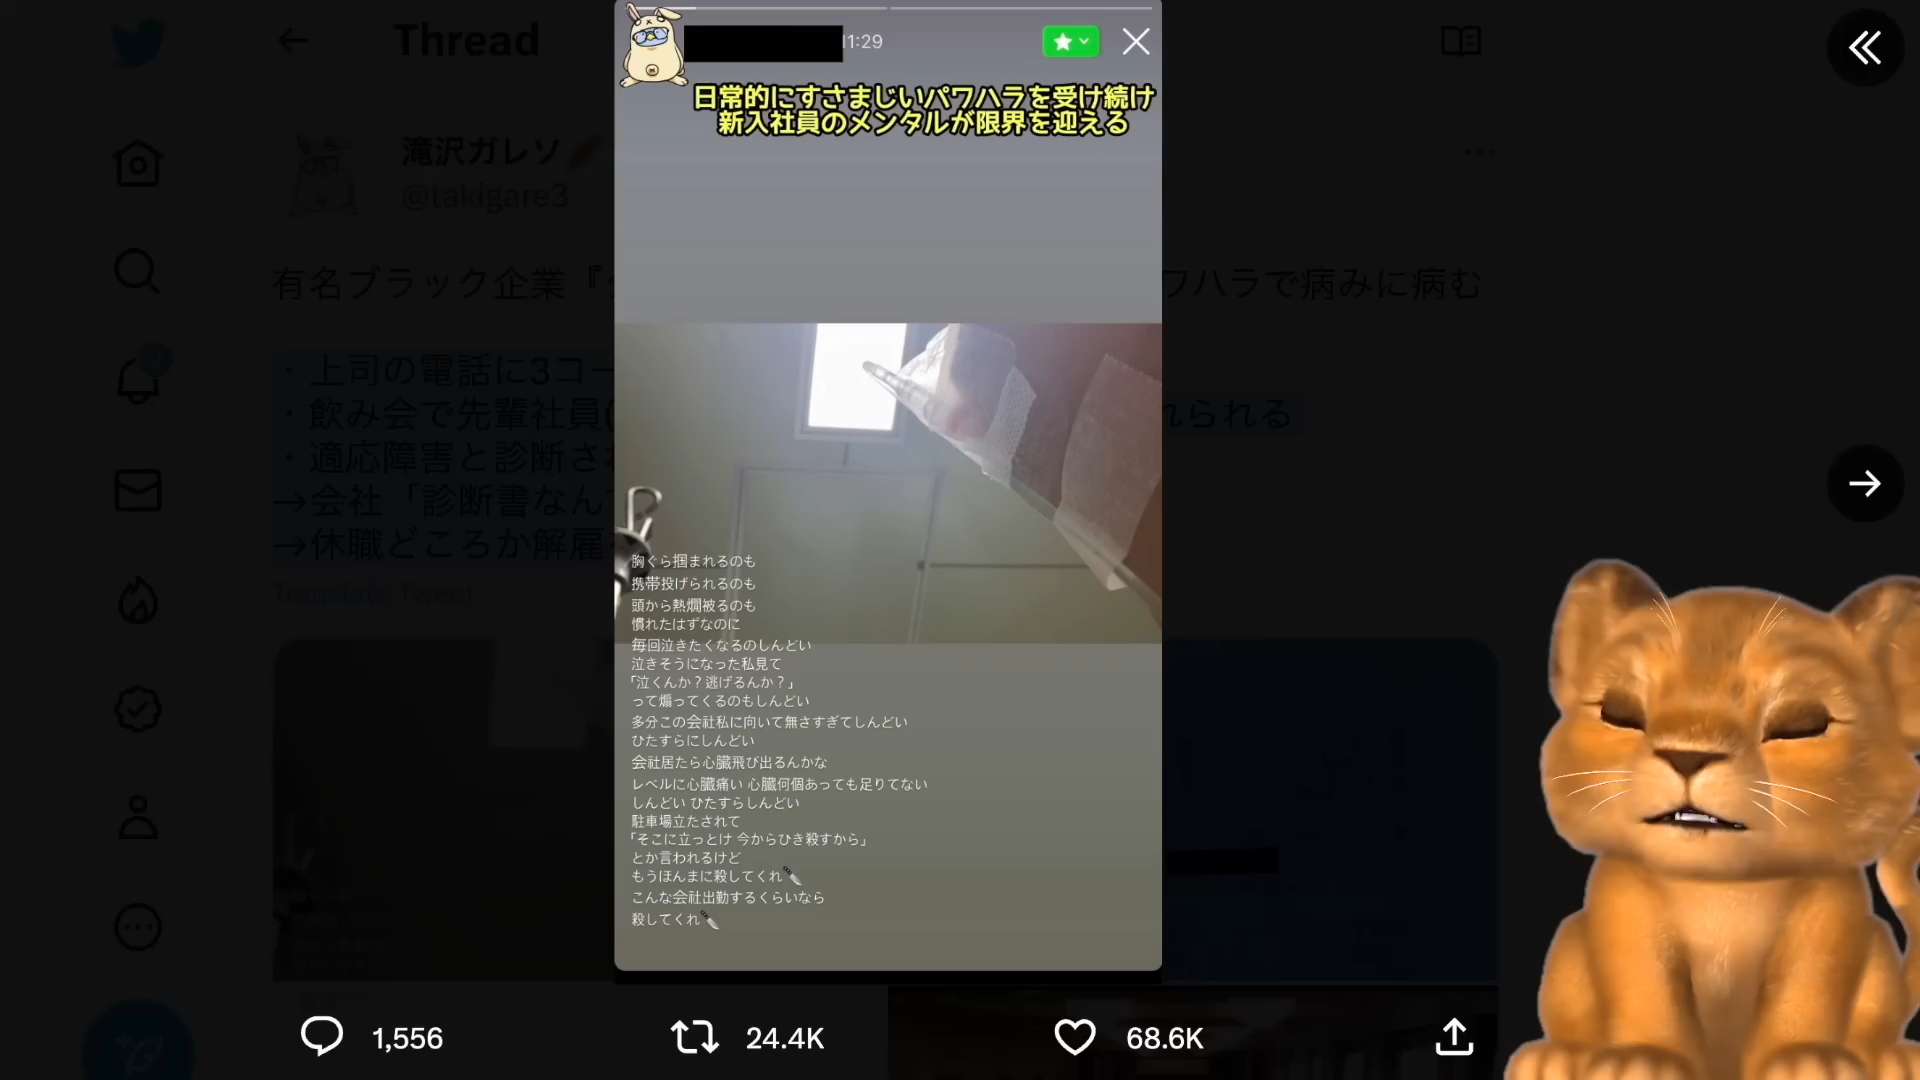 Thread
11:29
日常的にすさまじいパワハラを受け続け
新入社員のメンタルが限界を迎える
滝沢ガレソ
@takigare3
有名ブラック企業『
ワハラで病みに病む
・上司の電話に3コー
・飲み会で先輩社員(
れられる
・適応障害と診断され
→会社「診断書なんて
→休職どころか解雇
Translate Tweet
胸ぐら掴まれるのも
携帯投げられるのも
頭から熱燗被るのも
慣れたはずなのに
毎回泣きたくなるのしんどい
泣きそうになった私見て
「泣くんか？逃げるんか？」
って煽ってくるのもしんどい
多分この会社私に向いて無さすぎてしんどい
ひたすらにしんどい
会社居たら心臓飛び出るんかな
レベルに心臓痛い 心臓何個あっても足りてない
しんどい ひたすらしんどい
駐車場立たされて
「そこに立っとけ 今からひき殺すから」
とか言われるけど
もうほんまに殺してくれ🔪
こんな会社出勤するくらいなら
殺してくれ🔪
1,556
24.4K
68.6K